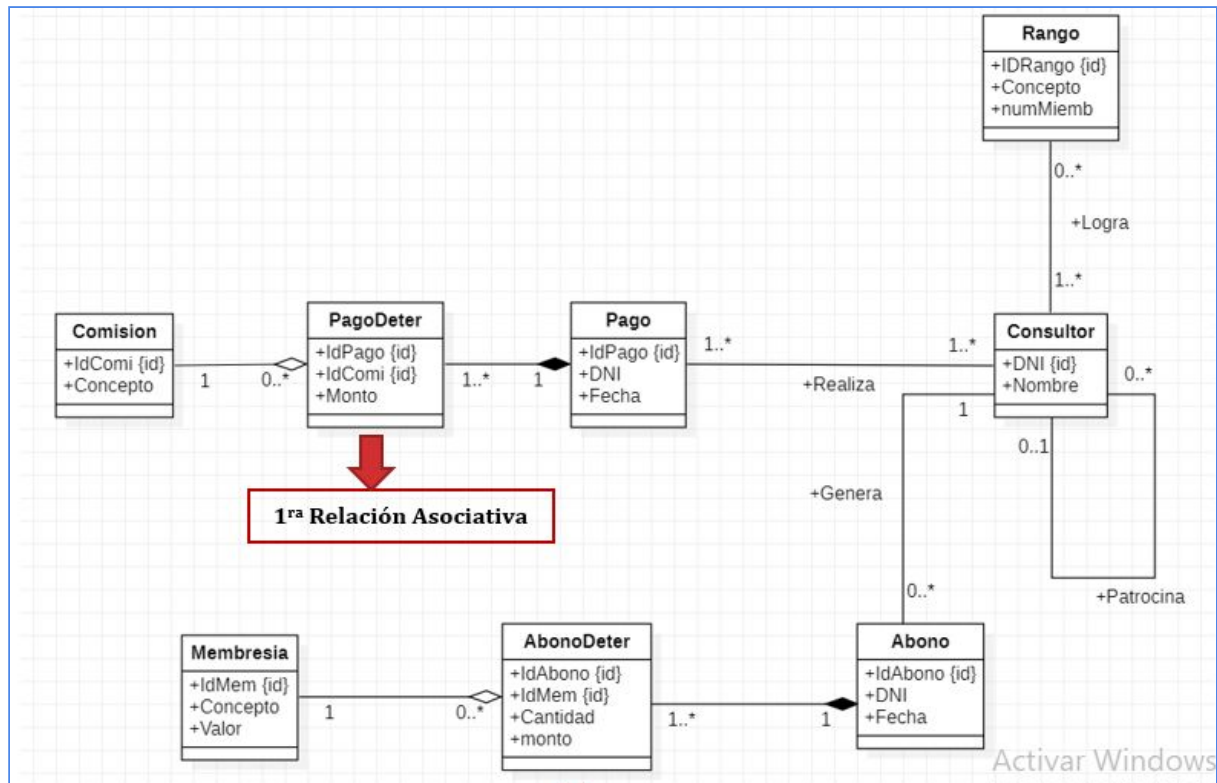 Rango
+IDRango {id}
+Concepto
+numMiemb
0..*
+Logra
1..*
Comision
+IdComi {id}
+Concepto
1
0..*
PagoDeter
+IdPago {id}
+IdComi {id}
+Monto
1..*
1
Pago
+IdPago {id}
+DNI
+Fecha
1..*
+Realiza
1..*
Consultor
+DNI {id}
+Nombre
0..*
1
0..1
+Patrocina
+Genera
0..*
1ra Relación Asociativa
Membresia
+IdMem {id}
+Concepto
+Valor
1
0..*
AbonoDeter
+IdAbono {id}
+IdMem {id}
+Cantidad
+monto
1..*
1
Abono
+IdAbono {id}
+DNI
+Fecha
Activar Windows